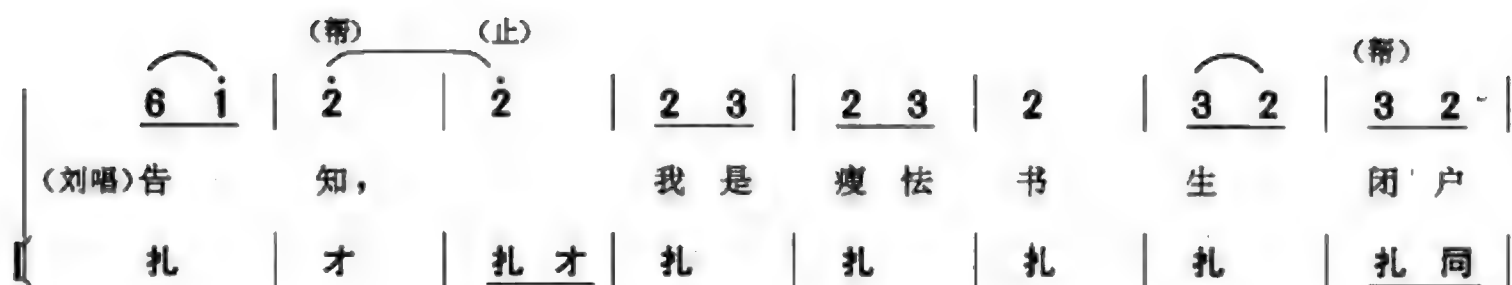 （帮） （止） （帮）
6 1̇ | 2̇ | 2̇ | 2 3 | 2 3 | 2 | 3 2 | 3 2 |
（刘唱）告 知， 我 是 瘦 怯 书 生 闭 户
扎 | 才 | 扎 才 | 扎 | 扎 | 扎 | 扎 | 扎 同 |